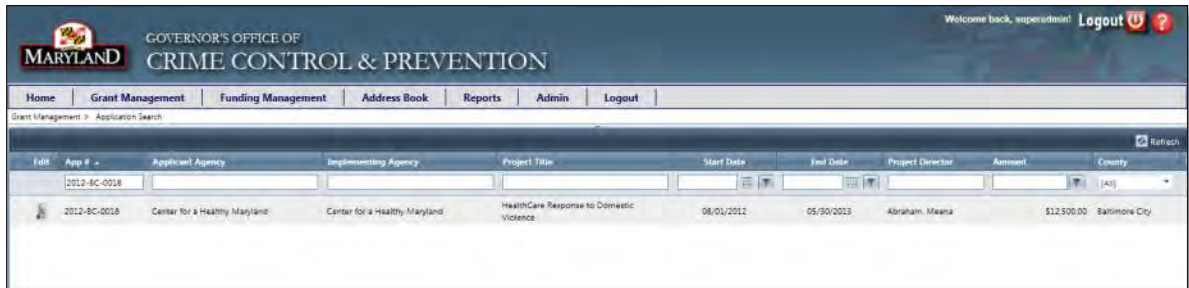 Welcome back, superadmin! Logout ?
MARYLAND
GOVERNOR'S OFFICE OF
CRIME CONTROL & PREVENTION
Home Grant Management Funding Management Address Book Reports Admin Logout
Grant Management > Application Search
Refresh
Edit App # Applicant Agency Implementing Agency Project Title Start Date End Date Project Director Amount County
2012-BC-0018 [All]
2012-BC-0018 Center for a Healthy Maryland Center for a Healthy Maryland HealthCare Response to Domestic Violence 08/01/2012 05/30/2013 Abraham, Meena $12,500.00 Baltimore City